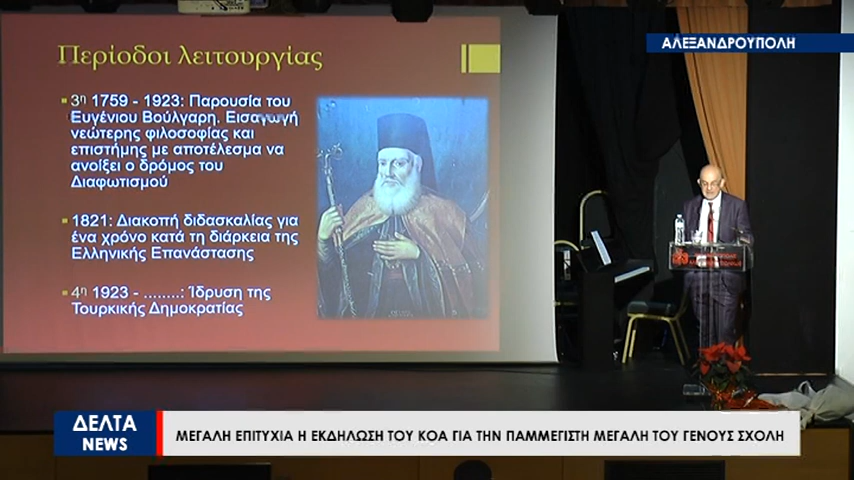 Περίοδοι λειτουργίας
ΑΛΕΞΑΝΔΡΟΥΠΟΛΗ
3η 1759 - 1923: Παρουσία του
Ευγένιου Βούλγαρη. Εισαγωγή
νεώτερης φιλοσοφίας και
επιστήμης με αποτέλεσμα να
ανοίξει ο δρόμος του
Διαφωτισμού
1821: Διακοπή διδασκαλίας για
ένα χρόνο κατά τη διάρκεια της
Ελληνικής Επανάστασης
4η 1923 - ........: Ίδρυση της
Τουρκικής Δημοκρατίας
ΔΕΛΤΑ
NEWS
ΜΕΓΑΛΗ ΕΠΙΤΥΧΙΑ Η ΕΚΔΗΛΩΣΗ ΤΟΥ ΚΟΑ ΓΙΑ ΤΗΝ ΠΑΜΜΕΓΙΣΤΗ ΜΕΓΑΛΗ ΤΟΥ ΓΕΝΟΥΣ ΣΧΟΛΗ